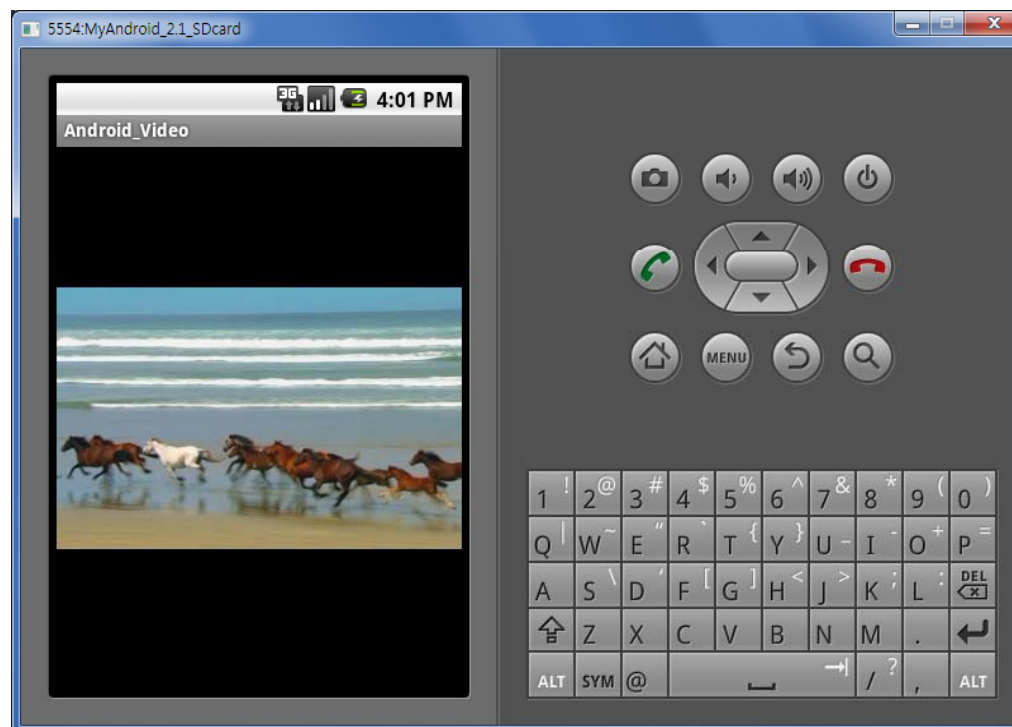 5554:MyAndroid_2.1_SDcard
3G 4:01 PM
Android_Video
MENU
1 ! 2 @ 3 # 4 $ 5 % 6 ^ 7 & 8 * 9 ( 0 )
Q | W ~ E " R ` T { Y } U _ I - O + P =
A S \ D ' F [ G ] H < J > K ; L : DEL
Z X C V B N M .
ALT SYM @ / ? , ALT